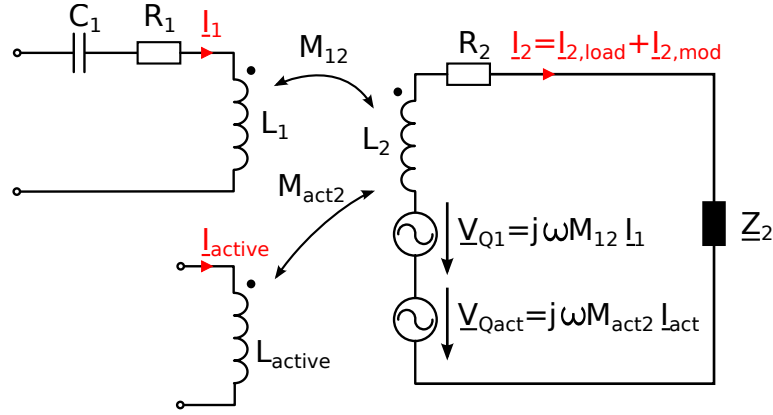 C1
R1
I1
M12
L1
R2
I2=I2,load+I2,mod
L2
Mact2
VQ1=jωM12 I1
Z2
Iactive
VQact=jωMact2 Iact
Lactive